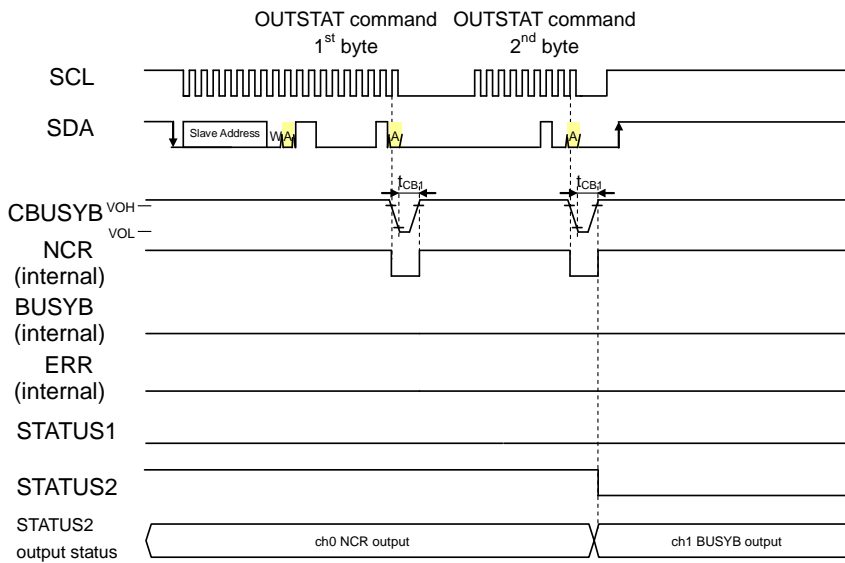 OUTSTAT command
1st byte
OUTSTAT command
2nd byte
SCL
SDA
Slave Address
W
A
A
A
tCB1
tCB1
CBUSYB
VOH
VOL
NCR
(internal)
BUSYB
(internal)
ERR
(internal)
STATUS1
STATUS2
STATUS2
output status
ch0 NCR output
ch1 BUSYB output